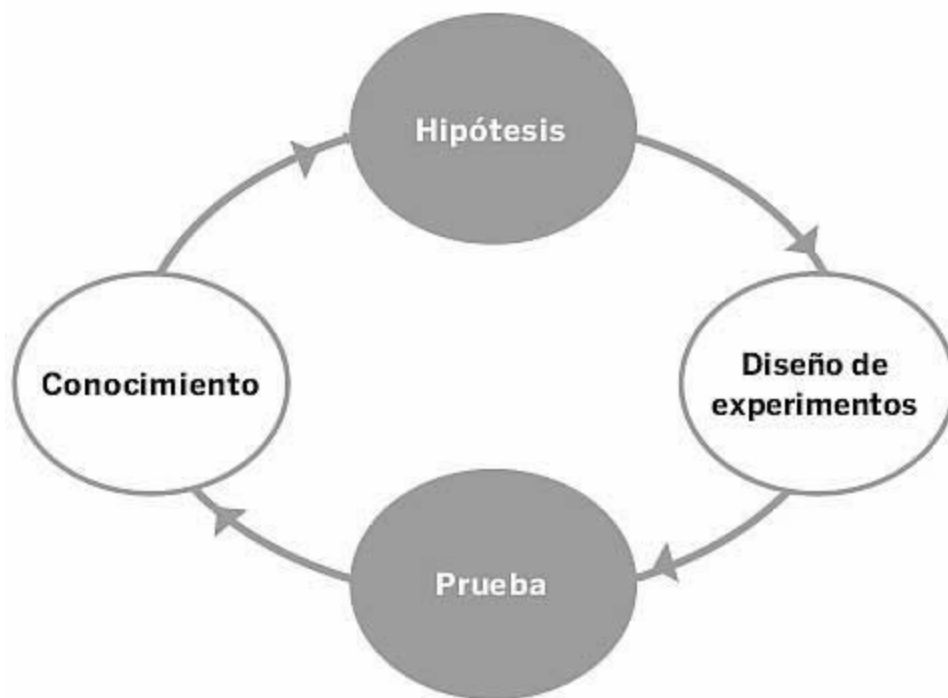 Hipótesis
Conocimiento
Diseño de
experimentos
Prueba